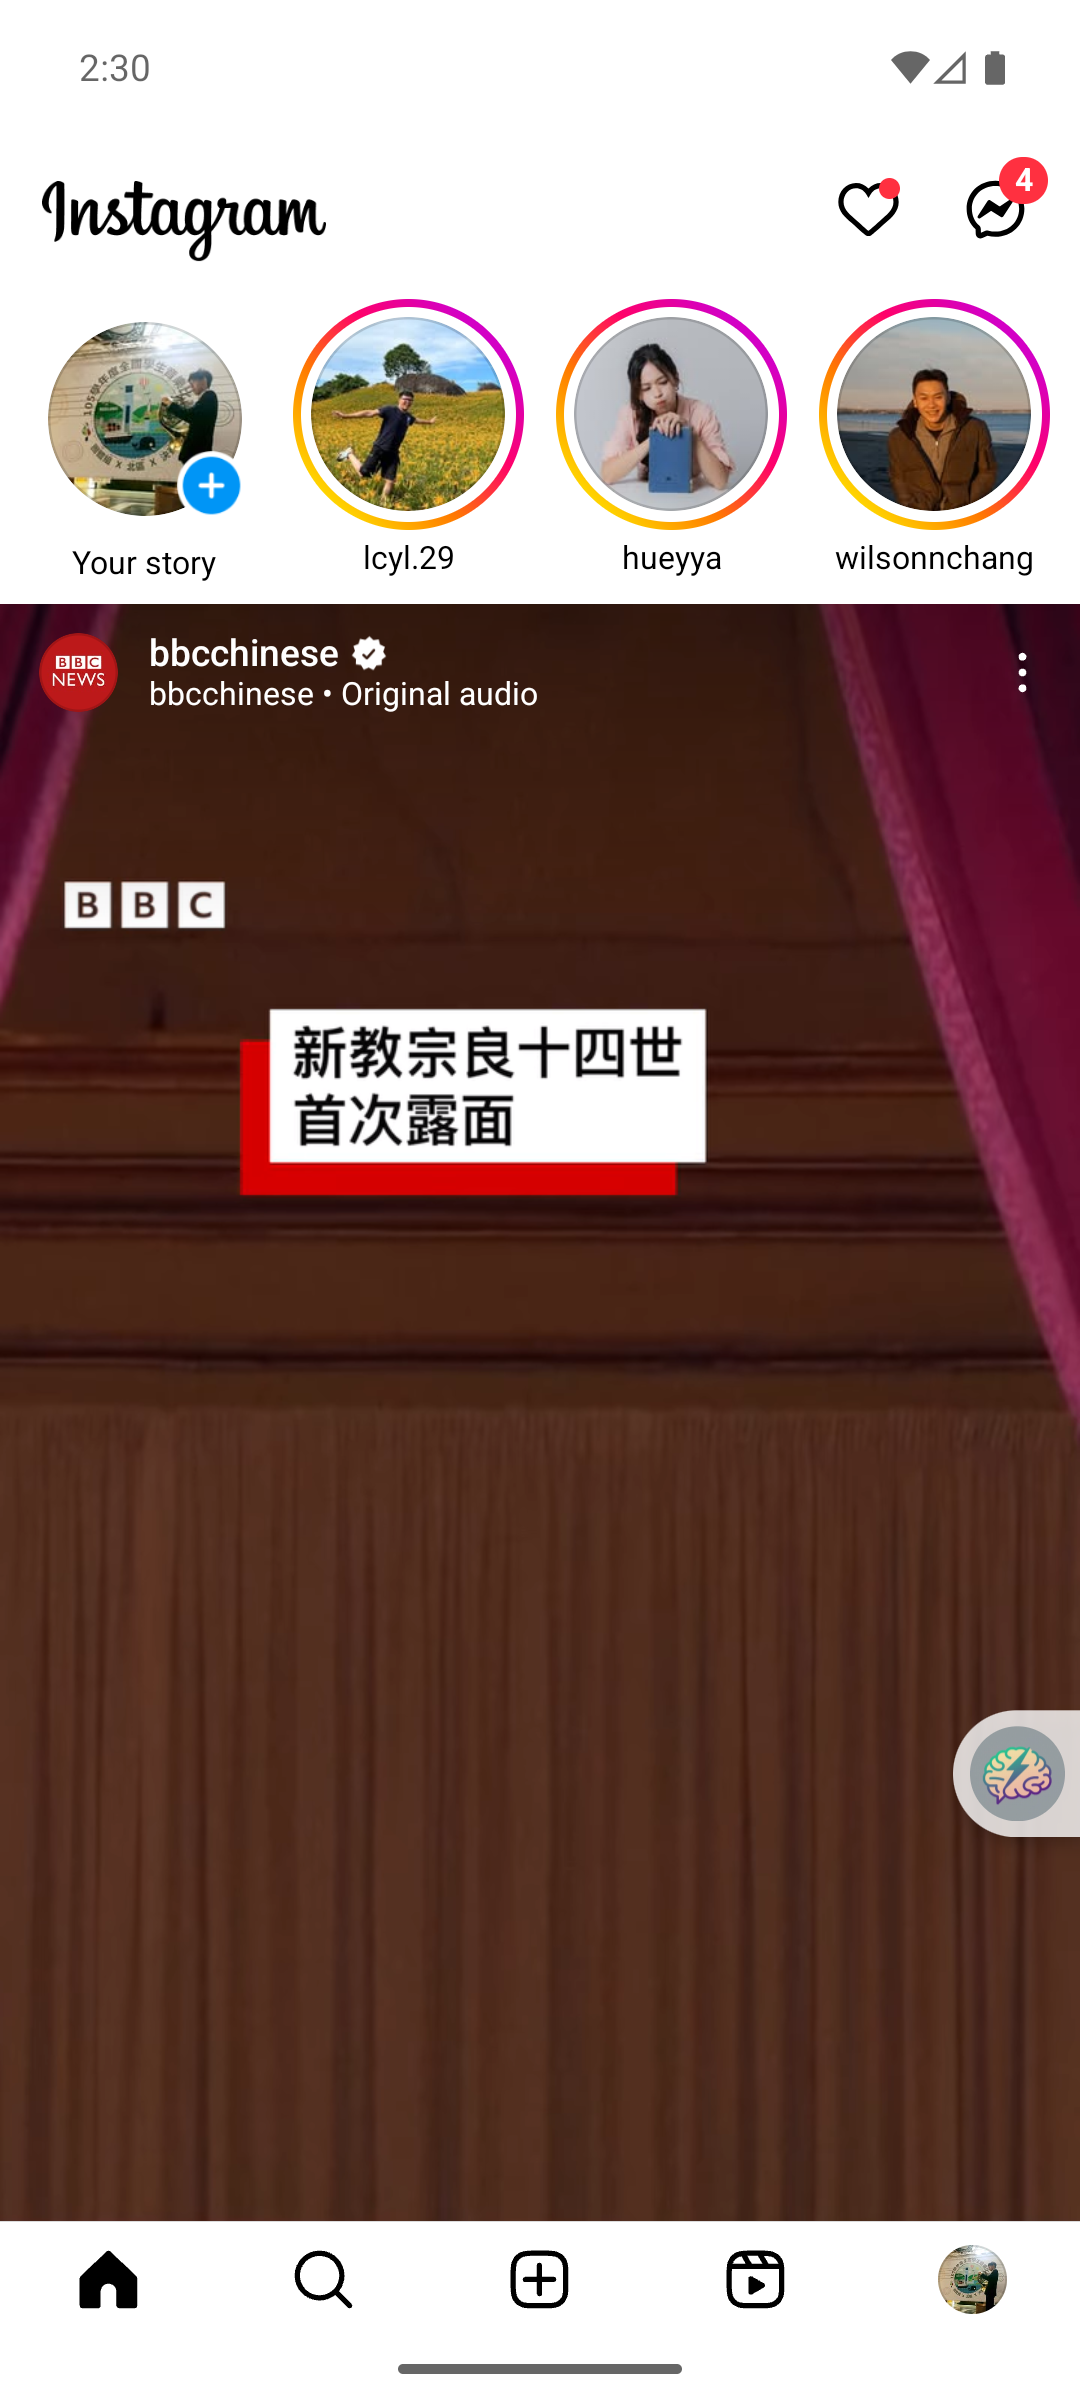 2:30
Instagram
4
Your story
lcyl.29
hueyya
wilsonnchang
BBC
NEWS
bbcchinese
bbcchinese • Original audio
BBC
新教宗良十四世
首次露面